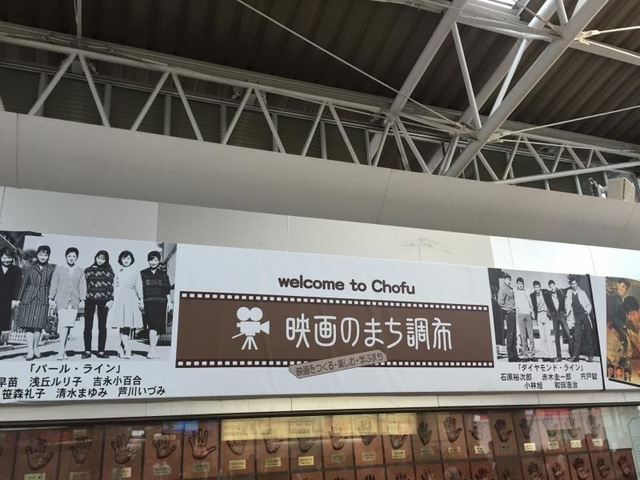 welcome to Chofu
映画のまち調布
映画をつくる・楽しむ・学ぶまち
「パール・ライン」
早苗 浅丘ルリ子 吉永小百合
笹森礼子 清水まゆみ 芦川いづみ
「ダイヤモンド・ライン」
石原裕次郎 赤木圭一郎 宍戸錠
小林旭 和田浩治